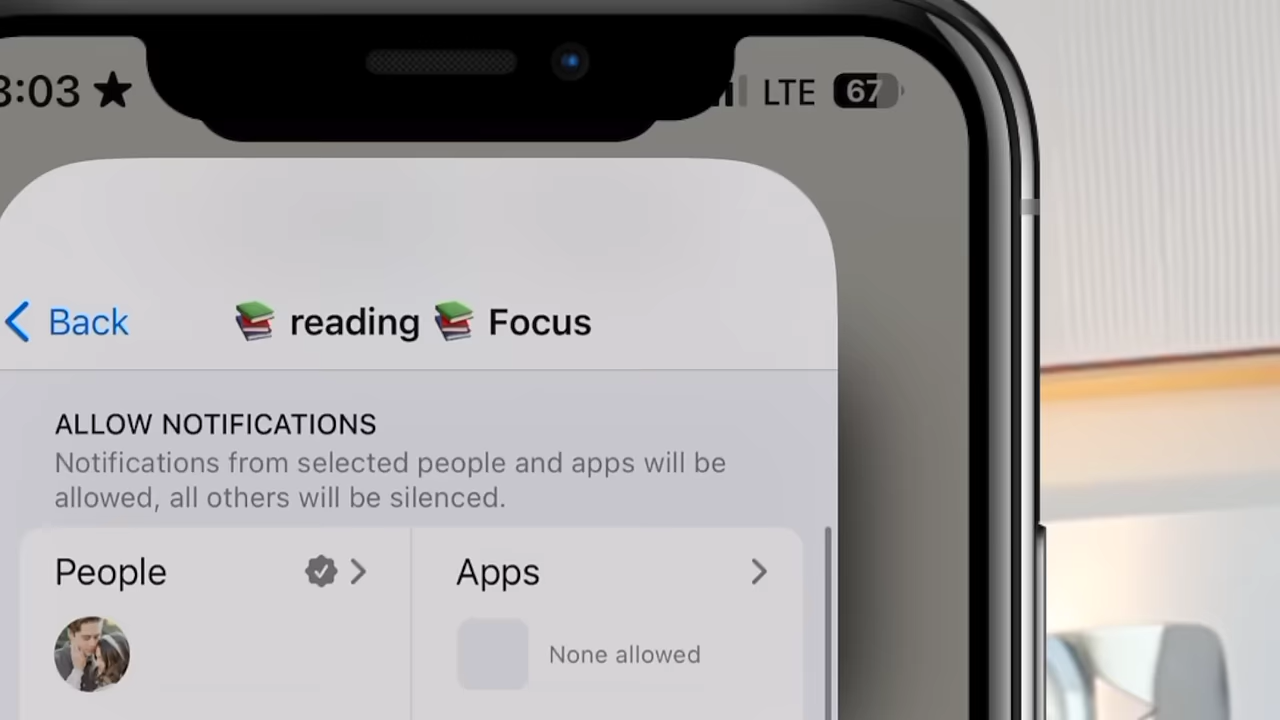 3:03 LTE 67
Back 📚 reading 📚 Focus
ALLOW NOTIFICATIONS
Notifications from selected people and apps will be
allowed, all others will be silenced.
People
Apps
None allowed